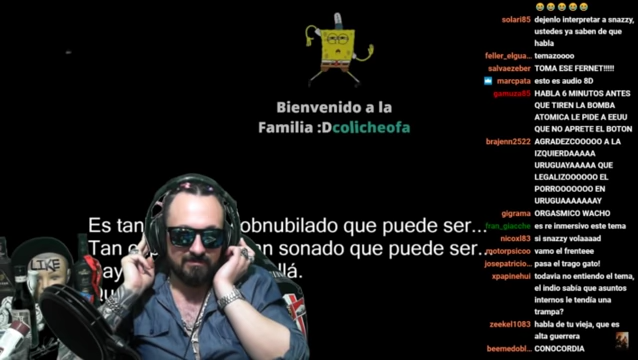 Bienvenido a la
Familia :Dcolicheofa
Es tan
obnubilado que puede ser...
Tan
an sonado que puede ser...
allá.
LIKE
solari85 dejenlo interpretar a snazzy,
ustedes ya saben de que
habla
feller_elgua... temazoooo
salvaezeber TOMA ESE FERNET!!!!!
marcpata esto es audio 8D
gamuza85 HABLA 6 MINUTOS ANTES
QUE TIREN LA BOMBA
ATOMICA LE PIDE A EEUU
QUE NO APRETE EL BOTON
brajenn2522 AGRADEZCOOOOO A LA
IZQUIERDAAAAA
URUGUAYAAAAA QUE
LEGALIZOOOOOO EL
PORROOOOOO EN
URUGUAAAAAAAY
gigrama ORGASMICO WACHO
fran_giacche es re inmersivo este tema
nicoxl83 si snazzy volaaaad
motorpsicoo vamo el frenteee
josepatricio... pasa el trago gato!
xpapinehui todavia no entiendo el tema,
el indio sabía que asuntos
internos le tendía una
trampa?
zeekel1083 habla de tu vieja, que es
alta guerrera
beemedobl... CONOCORDIA